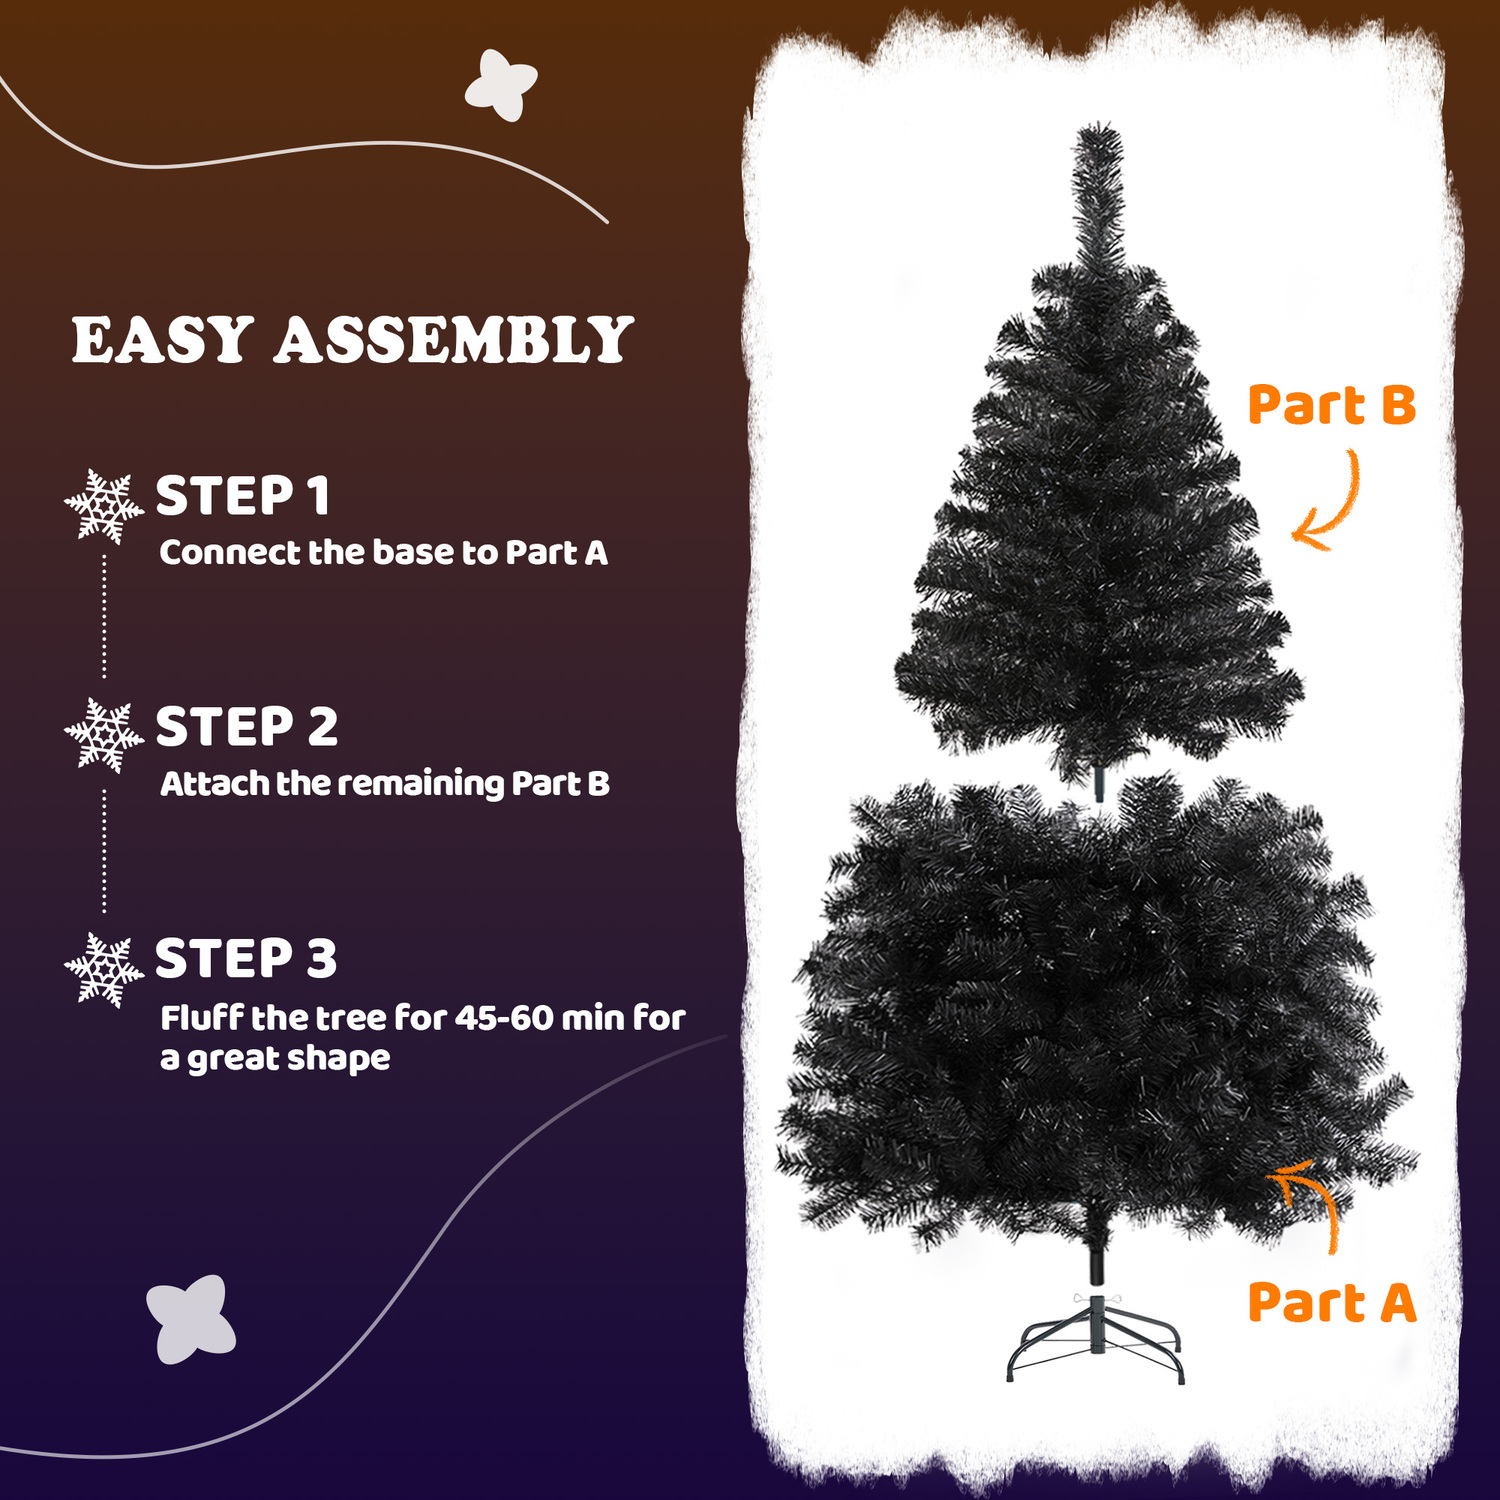 EASY ASSEMBLY
STEP 1
Connect the base to Part A
STEP 2
Attach the remaining Part B
STEP 3
Fluff the tree for 45-60 min for
a great shape
Part B
Part A